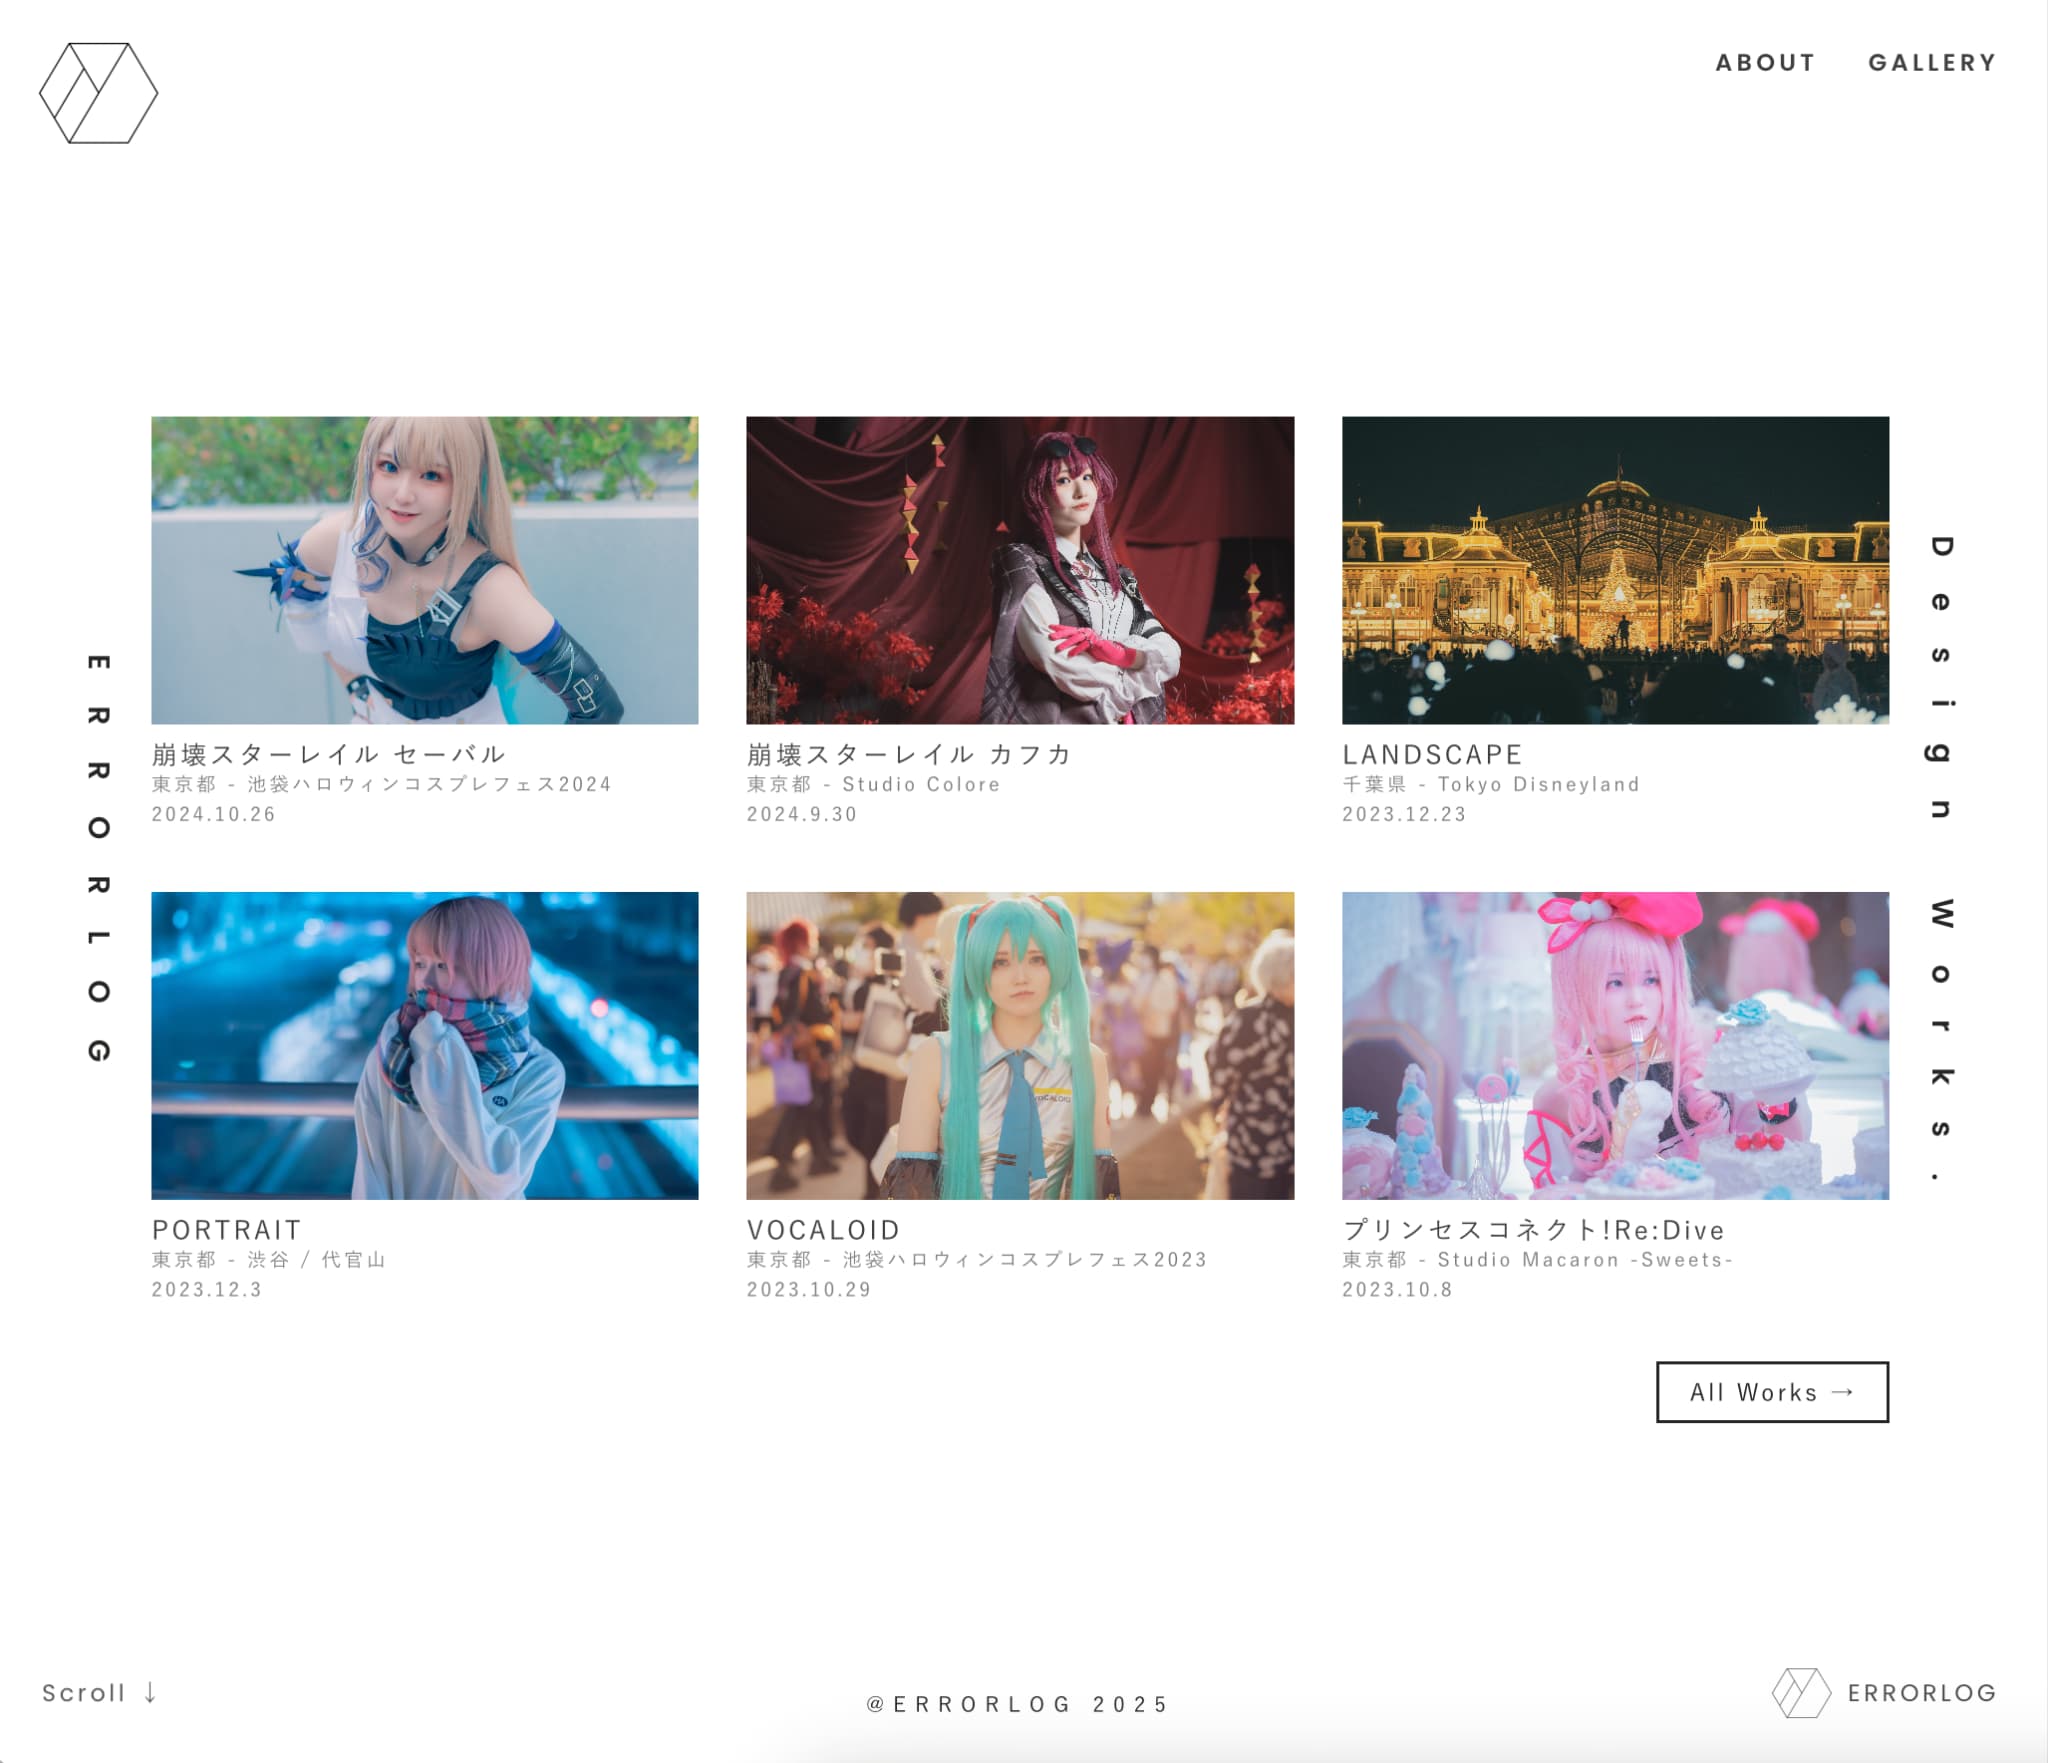 ABOUT
GALLERY
ERRORLOG
Design Works.
崩壊スターレイル セーバル
東京都 - 池袋ハロウィンコスプレフェス2024
2024.10.26
崩壊スターレイル カフカ
東京都 - Studio Colore
2024.9.30
LANDSCAPE
千葉県 - Tokyo Disneyland
2023.12.23
PORTRAIT
東京都 - 渋谷 / 代官山
2023.12.3
VOCALOID
VOCALOID
東京都 - 池袋ハロウィンコスプレフェス2023
2023.10.29
プリンセスコネクト!Re:Dive
東京都 - Studio Macaron -Sweets-
2023.10.8
All Works →
Scroll ↓
@ERRORLOG 2025
ERRORLOG